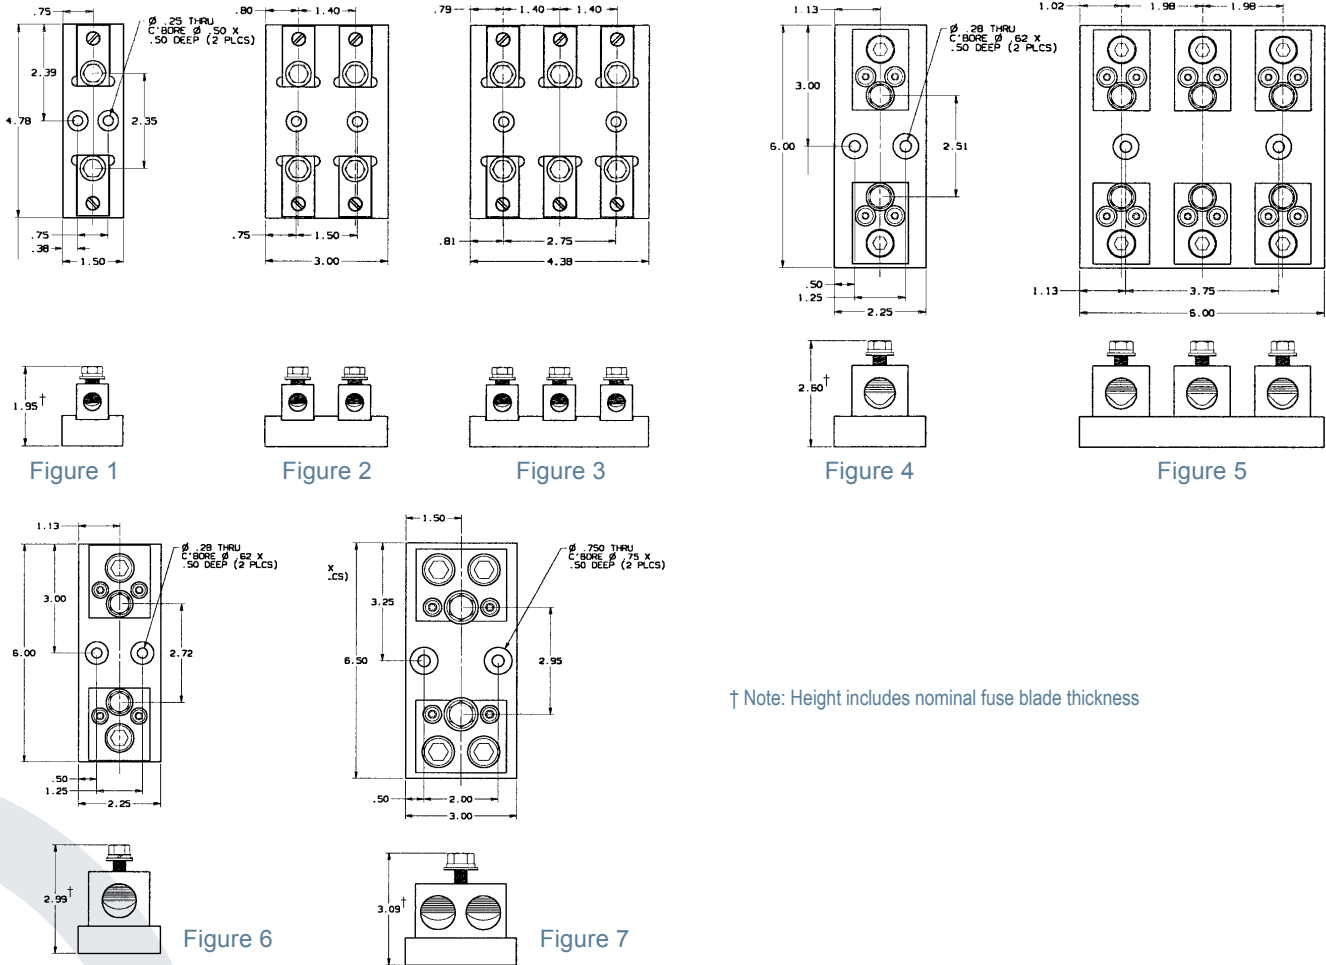 .75
Ø .25 THRU
C'BORE Ø .50 X
.50 DEEP (2 PLCS)
2.39
4.78
2.35
.75
.38
1.50
.80
1.40
.75
1.50
3.00
.79
1.40
1.40
.81
2.75
4.38
1.13
Ø .28 THRU
C'BORE Ø .62 X
.50 DEEP (2 PLCS)
3.00
6.00
2.51
.50
1.25
2.25
1.02
1.98
1.98
1.13
3.75
6.00
1.95†
2.60†
Figure 1
Figure 2
Figure 3
Figure 4
Figure 5
1.13
Ø .28 THRU
C'BORE Ø .62 X
.50 DEEP (2 PLCS)
3.00
6.00
2.72
.50
1.25
2.25
1.50
Ø .750 THRU
C'BORE Ø .75 X
.50 DEEP (2 PLCS)
X
.CS)
3.25
6.50
2.95
.50
2.00
3.00
† Note: Height includes nominal fuse blade thickness
2.99†
Figure 6
3.09†
Figure 7